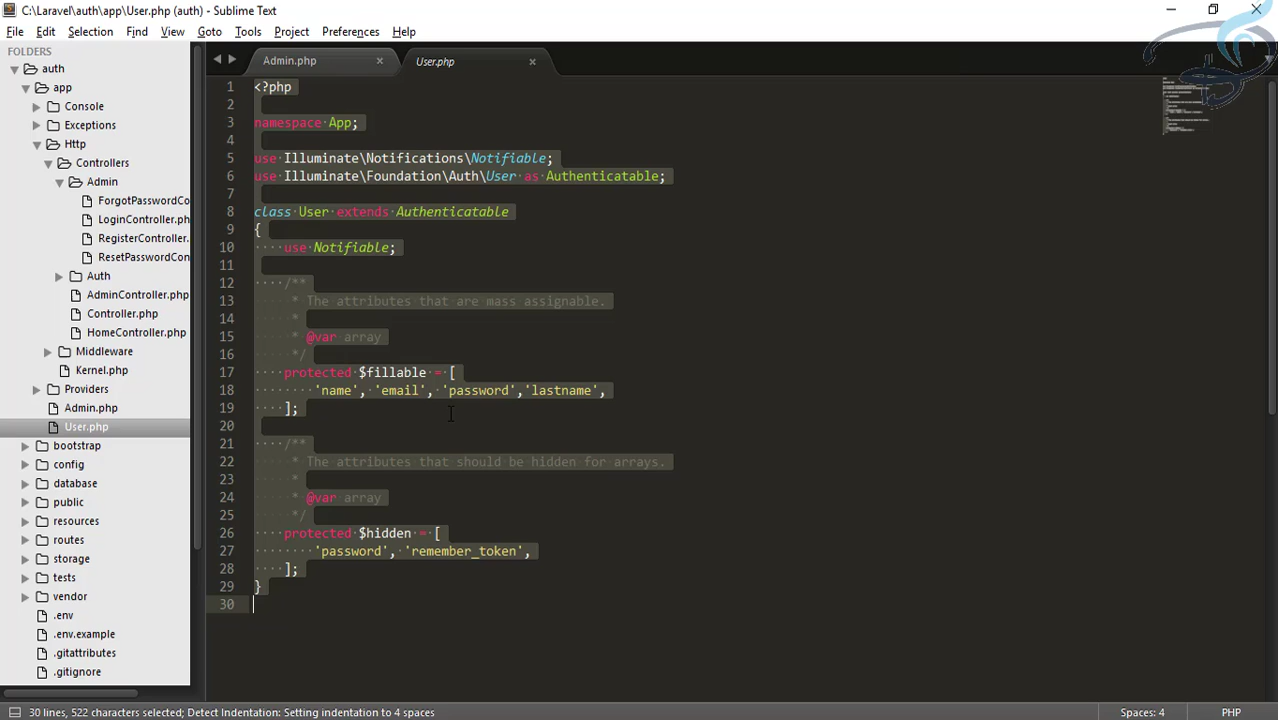 C:\Laravel\auth\app\User.php (auth) - Sublime Text
File Edit Selection Find View Goto Tools Project Preferences Help
FOLDERS
auth
app
Console
Exceptions
Http
Controllers
Admin
ForgotPasswordCo
LoginController.ph
RegisterController.
ResetPasswordCon
Auth
AdminController.php
Controller.php
HomeController.php
Middleware
Kernel.php
Providers
Admin.php
User.php
bootstrap
config
database
public
resources
routes
storage
tests
vendor
.env
.env.example
.gitattributes
.gitignore
Admin.php × User.php ×
1 <?php
2
3 namespace App;
4
5 use Illuminate\Notifications\Notifiable;
6 use Illuminate\Foundation\Auth\User as Authenticatable;
7
8 class User extends Authenticatable
9 {
10 use Notifiable;
11
12 /**
13 * The attributes that are mass assignable.
14 *
15 * @var array
16 */
17 protected $fillable = [
18 'name', 'email', 'password','lastname',
19 ];
20
21 /**
22 * The attributes that should be hidden for arrays.
23 *
24 * @var array
25 */
26 protected $hidden = [
27 'password', 'remember_token',
28 ];
29 }
30
30 lines, 522 characters selected; Detect Indentation: Setting indentation to 4 spaces Spaces: 4 PHP